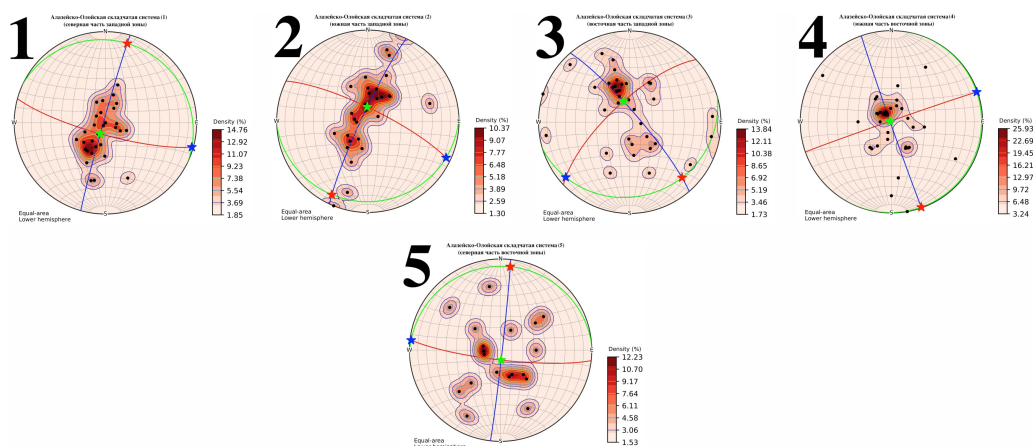 1
Алазейско-Олойская складчатая система (1)
(северная часть западной зоны)
N
W
E
S
Equal-area
Lower hemisphere
Density (%)
14.76
12.92
11.07
9.23
7.38
5.54
3.69
1.85
2
Алазейско-Олойская складчатая система (2)
(южная часть западной зоны)
N
W
E
S
Equal-area
Lower hemisphere
Density (%)
10.37
9.07
7.77
6.48
5.18
3.89
2.59
1.30
3
Алазейско-Олойская складчатая система (3)
(восточная часть западной зоны)
N
W
E
S
Equal-area
Lower hemisphere
Density (%)
13.84
12.11
10.38
8.65
6.92
5.19
3.46
1.73
4
Алазейско-Олойская складчатая система (4)
(южная часть восточной зоны)
N
W
E
S
Equal-area
Lower hemisphere
Density (%)
25.93
22.69
19.45
16.21
12.97
9.72
6.48
3.24
5
Алазейско-Олойская складчатая система (5)
(северная часть восточной зоны)
N
W
E
Equal-area
Lower hemisphere
Density (%)
12.23
10.70
9.17
7.64
6.11
4.58
3.06
1.53